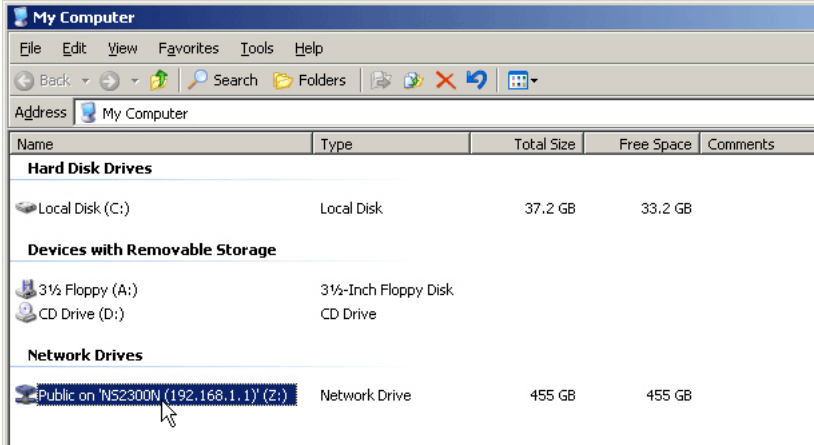 My Computer
File Edit View Favorites Tools Help
Back Search Folders
Address My Computer
Name Type Total Size Free Space Comments
Hard Disk Drives
Local Disk (C:) Local Disk 37.2 GB 33.2 GB
Devices with Removable Storage
3½ Floppy (A:) 3½-Inch Floppy Disk
CD Drive (D:) CD Drive
Network Drives
Public on 'NS2300N (192.168.1.1)' (Z:) Network Drive 455 GB 455 GB